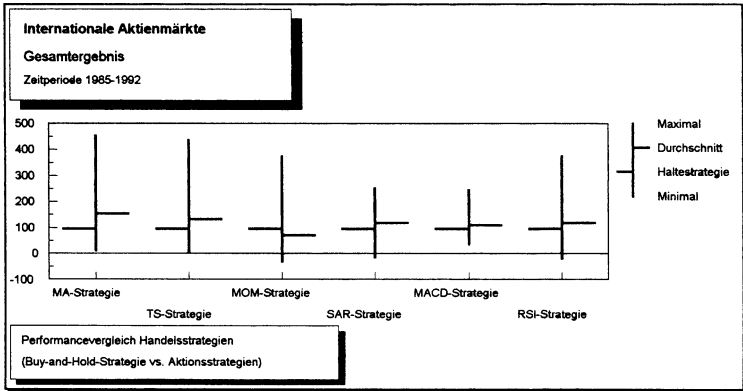 Internationale Aktienmärkte
Gesamtergebnis
Zeitperiode 1985-1992
500
400
300
200
100
0
-100
MA-Strategie
TS-Strategie
MOM-Strategie
SAR-Strategie
MACD-Strategie
RSI-Strategie
Maximal
Durchschnitt
Haltestrategie
Minimal
Performancevergleich Handelsstrategien
(Buy-and-Hold-Strategie vs. Aktionsstrategien)